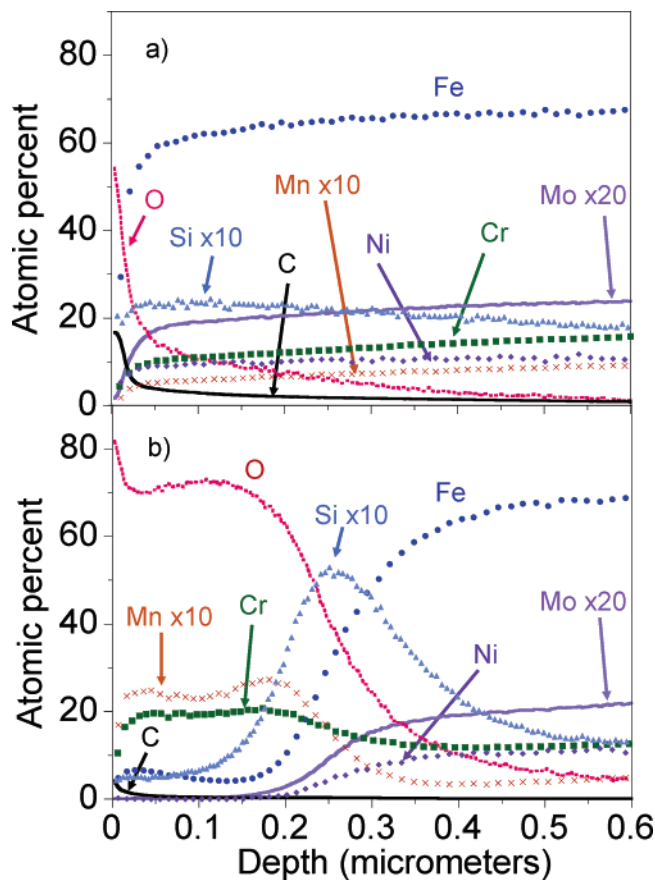 80
a)
Fe
60
Mn x10
O
Mo x20
40
Si x10
Ni
Cr
C
20
0
Atomic percent
80
b)
O
Fe
60
Si x10
40
Mo x20
Mn x10
Cr
Ni
20
C
0
Atomic percent
0 0.1 0.2 0.3 0.4 0.5 0.6
Depth (micrometers)